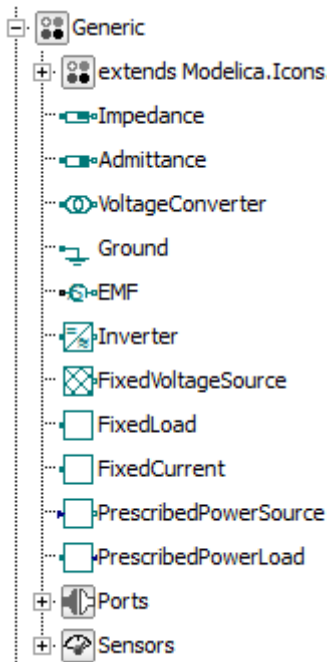 Generic
extends Modelica.Icons
Impedance
Admittance
VoltageConverter
Ground
EMF
Inverter
FixedVoltageSource
FixedLoad
FixedCurrent
PrescribedPowerSource
PrescribedPowerLoad
Ports
Sensors